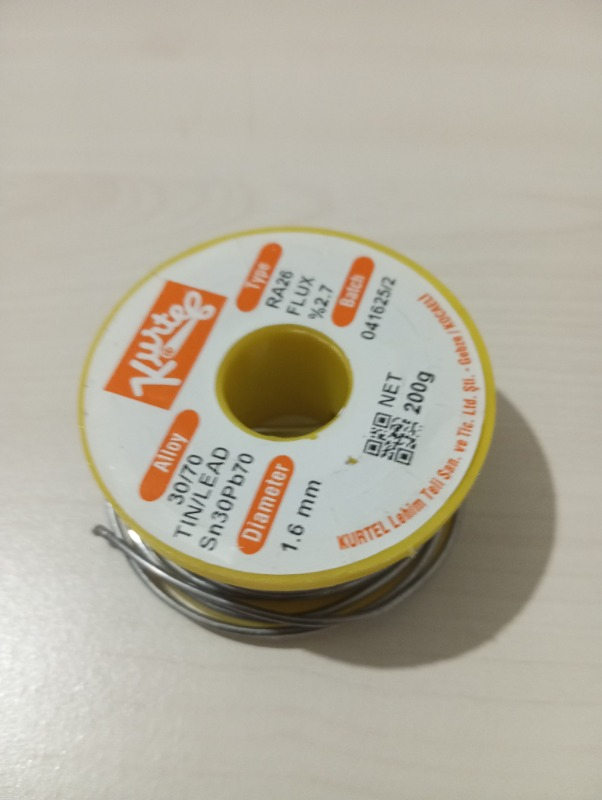 Kurtel
Type
RA26
FLUX
%2.7
Batch
041625/2
Alloy
30/70
TIN/LEAD
Sn30Pb70
Diameter
1.6 mm
NET
200g
KURTEL Lehim Teli San. ve Tic. Ltd. Şti. - Gebze / KOCAELİ